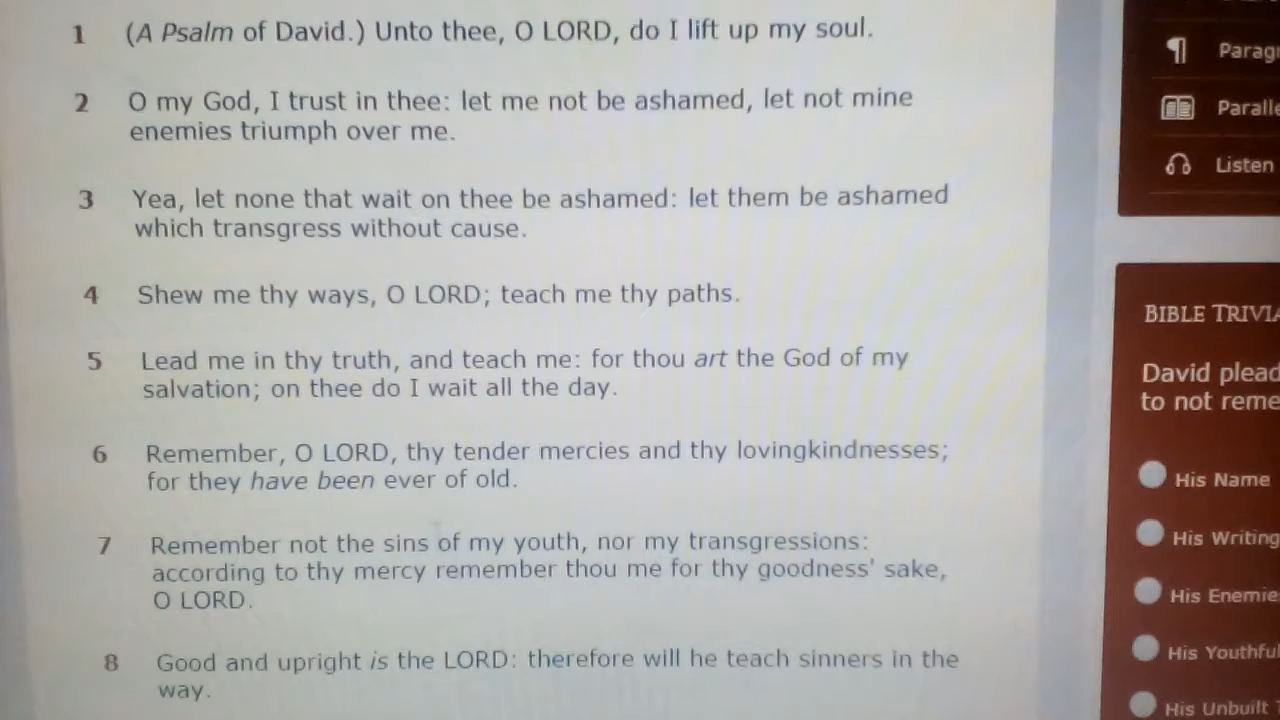 1 (A Psalm of David.) Unto thee, O LORD, do I lift up my soul.
2 O my God, I trust in thee: let me not be ashamed, let not mine
enemies triumph over me.
3 Yea, let none that wait on thee be ashamed: let them be ashamed
which transgress without cause.
4 Shew me thy ways, O LORD; teach me thy paths.
5 Lead me in thy truth, and teach me: for thou art the God of my
salvation; on thee do I wait all the day.
6 Remember, O LORD, thy tender mercies and thy lovingkindnesses;
for they have been ever of old.
7 Remember not the sins of my youth, nor my transgressions:
according to thy mercy remember thou me for thy goodness' sake,
O LORD.
8 Good and upright is the LORD: therefore will he teach sinners in the
way.
¶ Paragr
Paralle
Listen
BIBLE TRIVIA
David plead
to not reme
His Name
His Writing
His Enemie
His Youthful
His Unbuilt